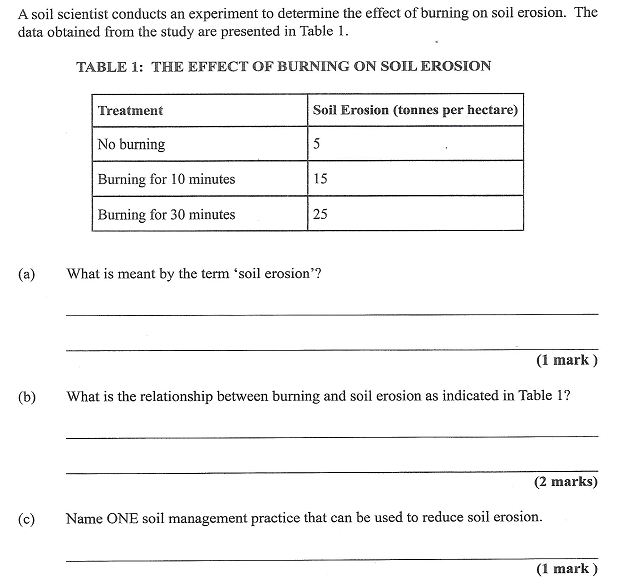 A soil scientist conducts an experiment to determine the effect of burning on soil erosion. The
data obtained from the study are presented in Table 1.
TABLE 1: THE EFFECT OF BURNING ON SOIL EROSION
Treatment Soil Erosion (tonnes per hectare)
No burning 5
Burning for 10 minutes 15
Burning for 30 minutes 25
(a) What is meant by the term ‘soil erosion’?
(1 mark )
(b) What is the relationship between burning and soil erosion as indicated in Table 1?
(2 marks)
(c) Name ONE soil management practice that can be used to reduce soil erosion.
(1 mark )